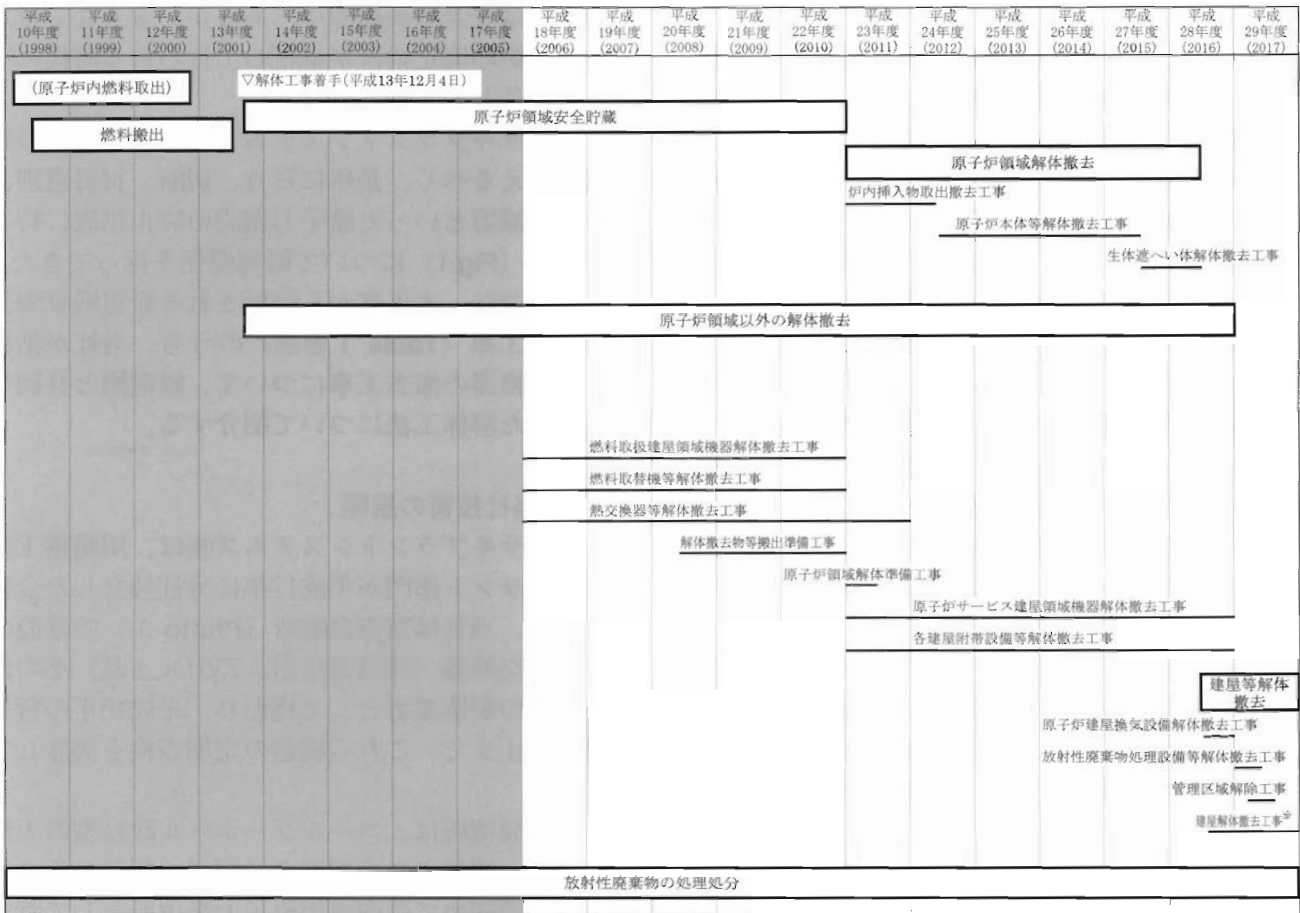 平成 平成 平成 平成 平成 平成 平成 平成 平成 平成 平成 平成 平成 平成 平成 平成 平成 平成 平成 平成
10年度 11年度 12年度 13年度 14年度 15年度 16年度 17年度 18年度 19年度 20年度 21年度 22年度 23年度 24年度 25年度 26年度 27年度 28年度 29年度
(1998) (1999) (2000) (2001) (2002) (2003) (2004) (2005) (2006) (2007) (2008) (2009) (2010) (2011) (2012) (2013) (2014) (2015) (2016) (2017)
(原子炉内燃料取出)
▽解体工事着手(平成13年12月4日)
原子炉領域安全貯蔵
燃料搬出
原子炉領域解体撤去
炉内挿入物取出撤去工事
原子炉本体等解体撤去工事
生体遮へい体解体撤去工事
原子炉領域以外の解体撤去
燃料取扱建屋領域機器解体撤去工事
燃料取替機等解体撤去工事
熱交換器等解体撤去工事
解体撤去物等搬出準備工事
原子炉領域解体準備工事
原子炉サービス建屋領域機器解体撤去工事
各建屋附帯設備等解体撤去工事
建屋等解体
撤去
原子炉建屋換気設備解体撤去工事
放射性廃棄物処理設備等解体撤去工事
管理区域解除工事
建屋解体撤去工事※
放射性廃棄物の処理処分